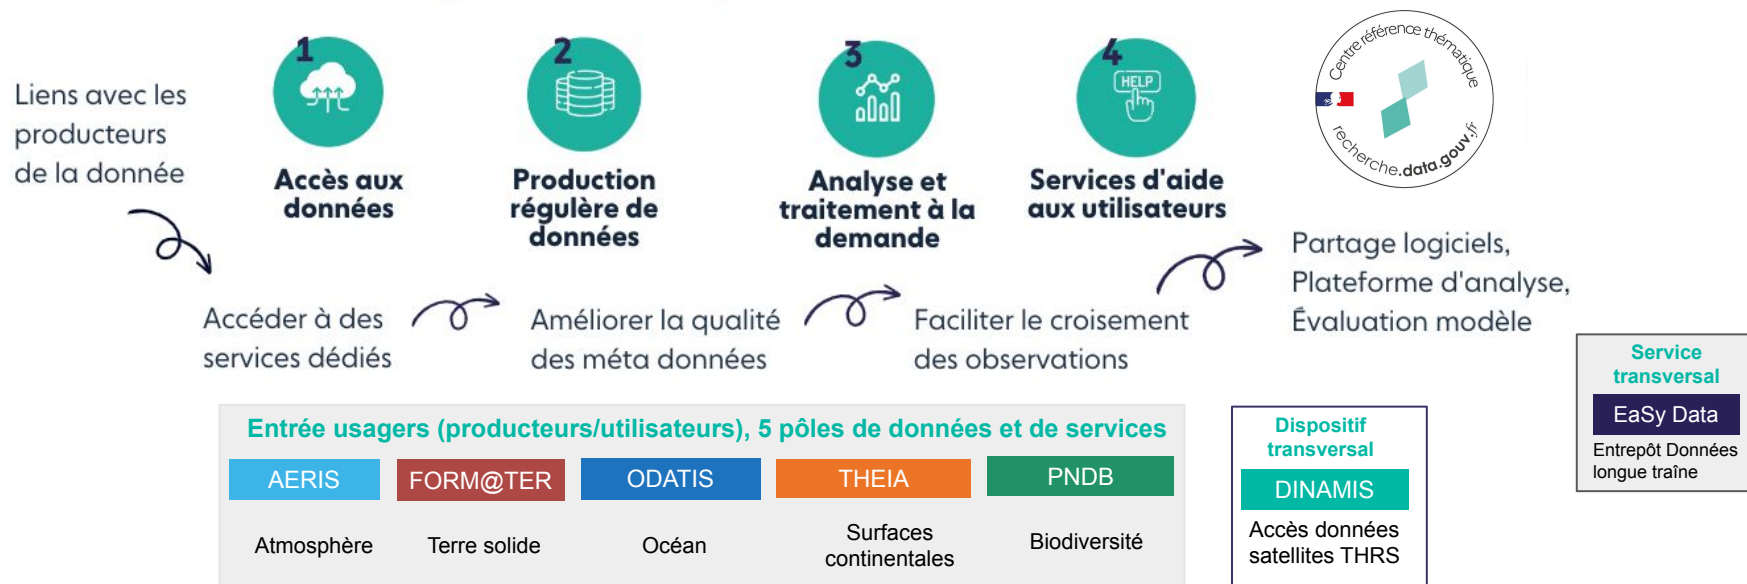 Liens avec les
producteurs
de la donnée
1
Accès aux
données
2
Production
régulère de
données
3
Analyse et
traitement à la
demande
4
HELP
Services d'aide
aux utilisateurs
Centre référence thématique
recherche.data.gouv.fr
Accéder à des
services dédiés
Améliorer la qualité
des méta données
Faciliter le croisement
des observations
Partage logiciels,
Plateforme d'analyse,
Évaluation modèle
Entrée usagers (producteurs/utilisateurs), 5 pôles de données et de services
AERIS
Atmosphère
FORM@TER
Terre solide
ODATIS
Océan
THEIA
Surfaces
continentales
PNDB
Biodiversité
Dispositif
transversal
DINAMIS
Accès données
satellites THRS
Service
transversal
EaSy Data
Entrepôt Données
longue traîne